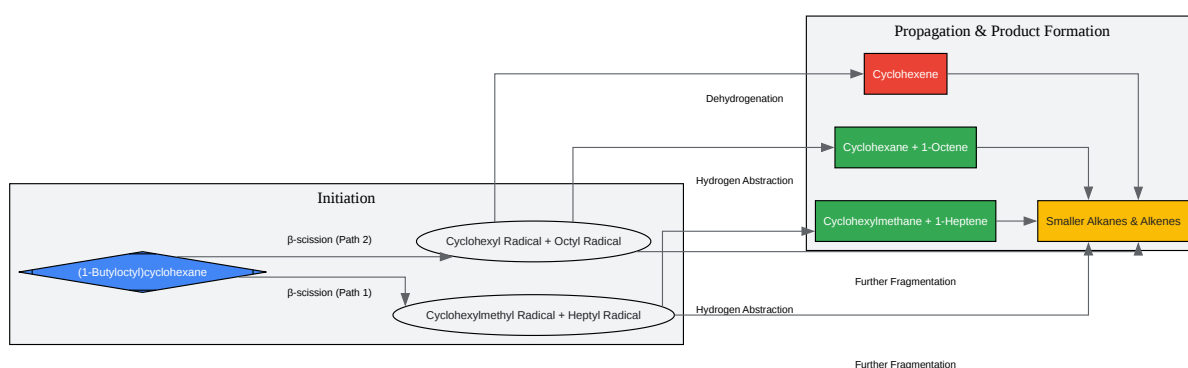 Propagation & Product Formation
Cyclohexene
Dehydrogenation
Cyclohexane + 1-Octene
Hydrogen Abstraction
Initiation
Cyclohexylmethane + 1-Heptene
Smaller Alkanes & Alkenes
β-scission (Path 2)
Cyclohexyl Radical + Octyl Radical
(1-Butyloctyl)cyclohexane
Further Fragmentation
β-scission (Path 1)
Cyclohexylmethyl Radical + Heptyl Radical
Hydrogen Abstraction
Further Fragmentation